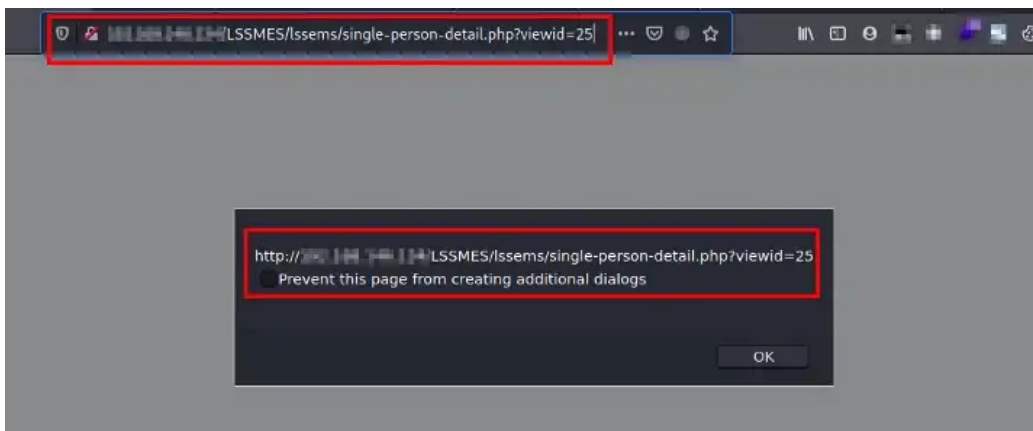 /LSSMES/lssems/single-person-detail.php?viewid=25
http:// LSSMES/lssems/single-person-detail.php?viewid=25
Prevent this page from creating additional dialogs
OK